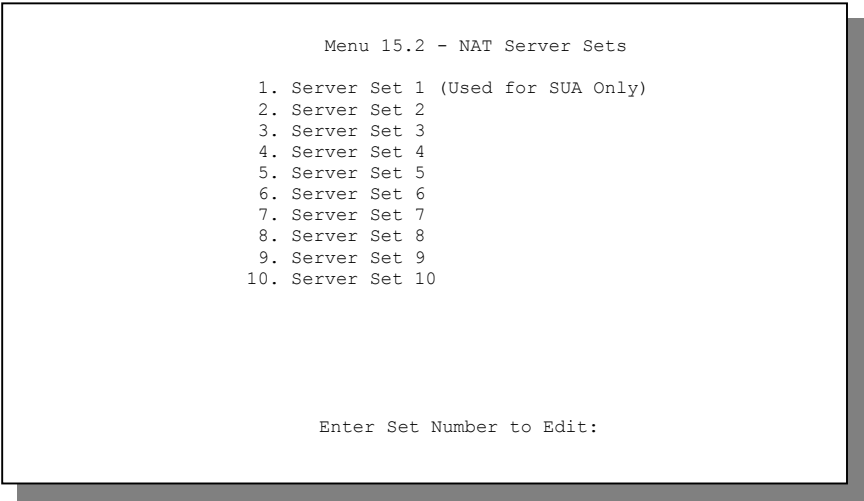 Menu 15.2 - NAT Server Sets
1. Server Set 1 (Used for SUA Only)
2. Server Set 2
3. Server Set 3
4. Server Set 4
5. Server Set 5
6. Server Set 6
7. Server Set 7
8. Server Set 8
9. Server Set 9
10. Server Set 10
Enter Set Number to Edit: